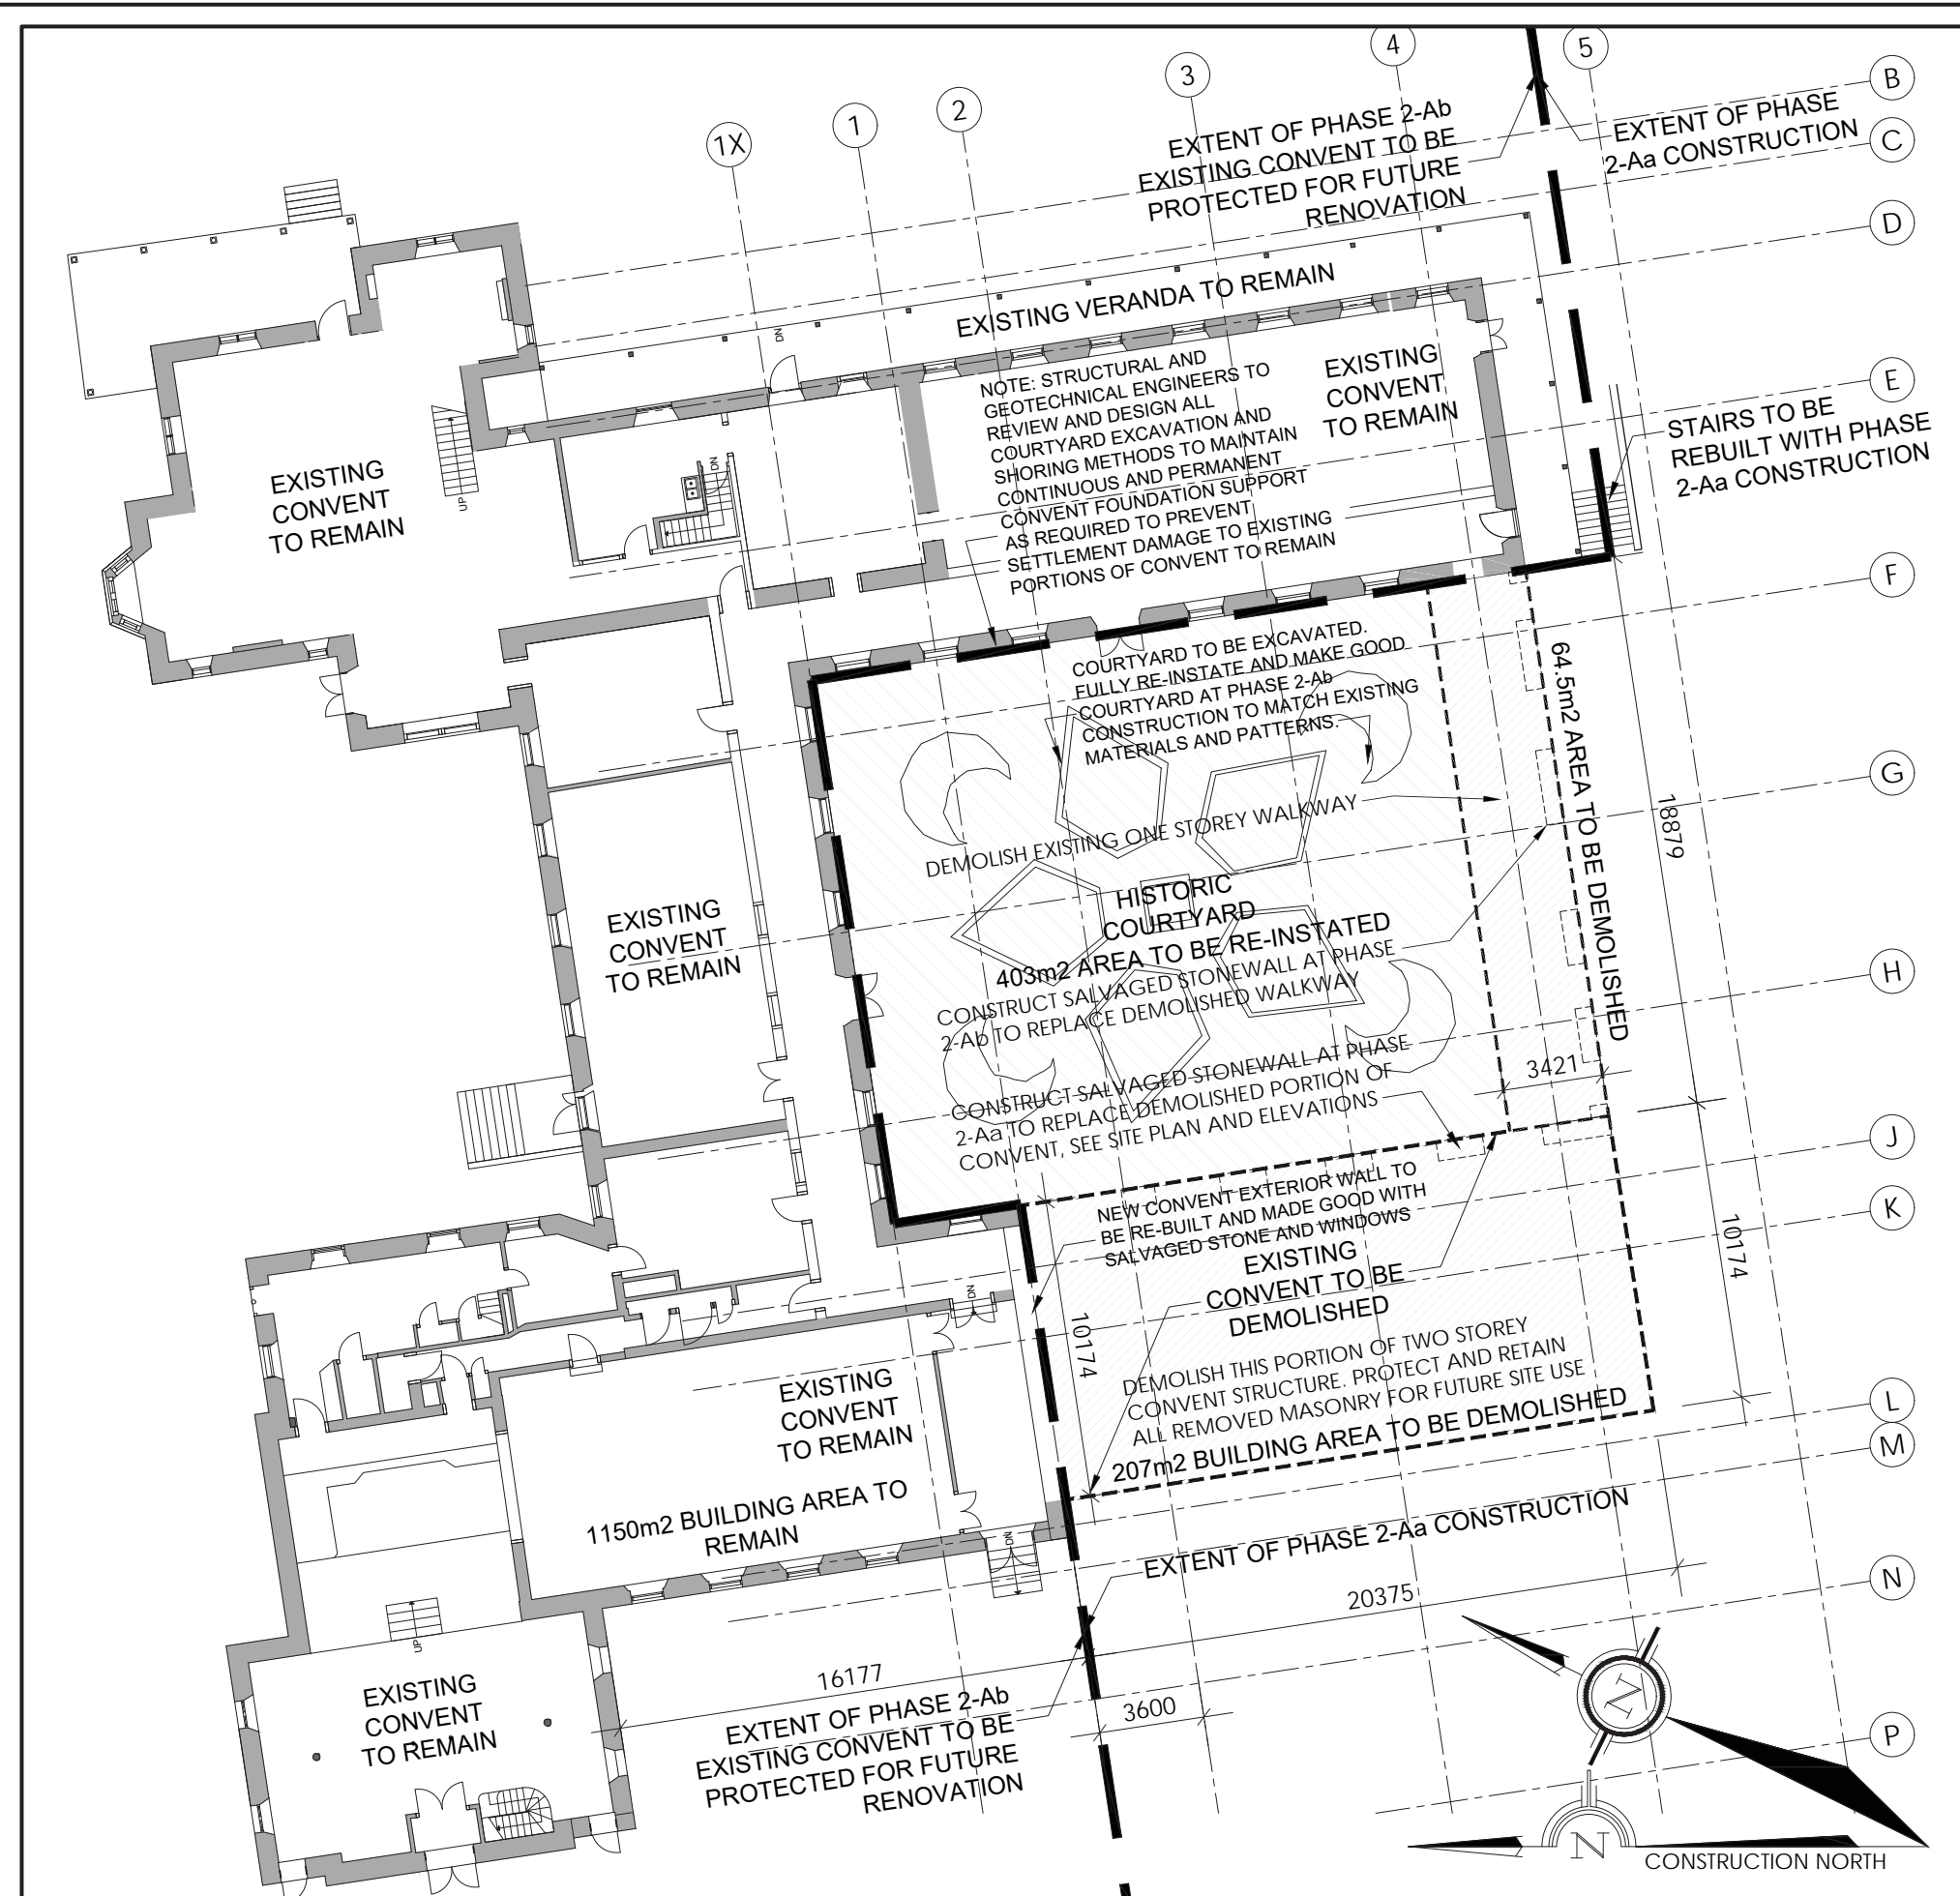 1X
1
2
3
4
5
B
C
D
E
F
G
H
J
K
L
M
N
P
EXTENT OF PHASE 2-Ab
EXISTING CONVENT TO BE
PROTECTED FOR FUTURE
RENOVATION
EXTENT OF PHASE
2-Aa CONSTRUCTION
EXISTING VERANDA TO REMAIN
DN
NOTE: STRUCTURAL AND
GEOTECHNICAL ENGINEERS TO
REVIEW AND DESIGN ALL
COURTYARD EXCAVATION AND
SHORING METHODS TO MAINTAIN
CONTINUOUS AND PERMANENT
CONVENT FOUNDATION SUPPORT
AS REQUIRED TO PREVENT
SETTLEMENT DAMAGE TO EXISTING
PORTIONS OF CONVENT TO REMAIN
EXISTING
CONVENT
TO REMAIN
STAIRS TO BE
REBUILT WITH PHASE
2-Aa CONSTRUCTION
EXISTING
CONVENT
TO REMAIN
UP
DN
COURTYARD TO BE EXCAVATED.
FULLY RE-INSTATE AND MAKE GOOD
COURTYARD AT PHASE 2-Ab
CONSTRUCTION TO MATCH EXISTING
MATERIALS AND PATTERNS.
64.5m2 AREA TO BE DEMOLISHED
18879
DEMOLISH EXISTING ONE STOREY WALKWAY
HISTORIC
COURTYARD
403m2 AREA TO BE RE-INSTATED
CONSTRUCT SALVAGED STONEWALL AT PHASE
2-Ab TO REPLACE DEMOLISHED WALKWAY
CONSTRUCT SALVAGED STONEWALL AT PHASE
2-Aa TO REPLACE DEMOLISHED PORTION OF
CONVENT, SEE SITE PLAN AND ELEVATIONS
3421
EXISTING
CONVENT
TO REMAIN
NEW CONVENT EXTERIOR WALL TO
BE RE-BUILT AND MADE GOOD WITH
SALVAGED STONE AND WINDOWS
EXISTING
CONVENT TO BE
DEMOLISHED
10174
10174
DEMOLISH THIS PORTION OF TWO STOREY
CONVENT STRUCTURE. PROTECT AND RETAIN
ALL REMOVED MASONRY FOR FUTURE SITE USE
207m2 BUILDING AREA TO BE DEMOLISHED
DN
EXISTING
CONVENT
TO REMAIN
1150m2 BUILDING AREA TO
REMAIN
DN
EXTENT OF PHASE 2-Aa CONSTRUCTION
20375
16177
3600
UP
EXISTING
CONVENT
TO REMAIN
EXTENT OF PHASE 2-Ab
EXISTING CONVENT TO BE
PROTECTED FOR FUTURE
RENOVATION
N
N
CONSTRUCTION NORTH